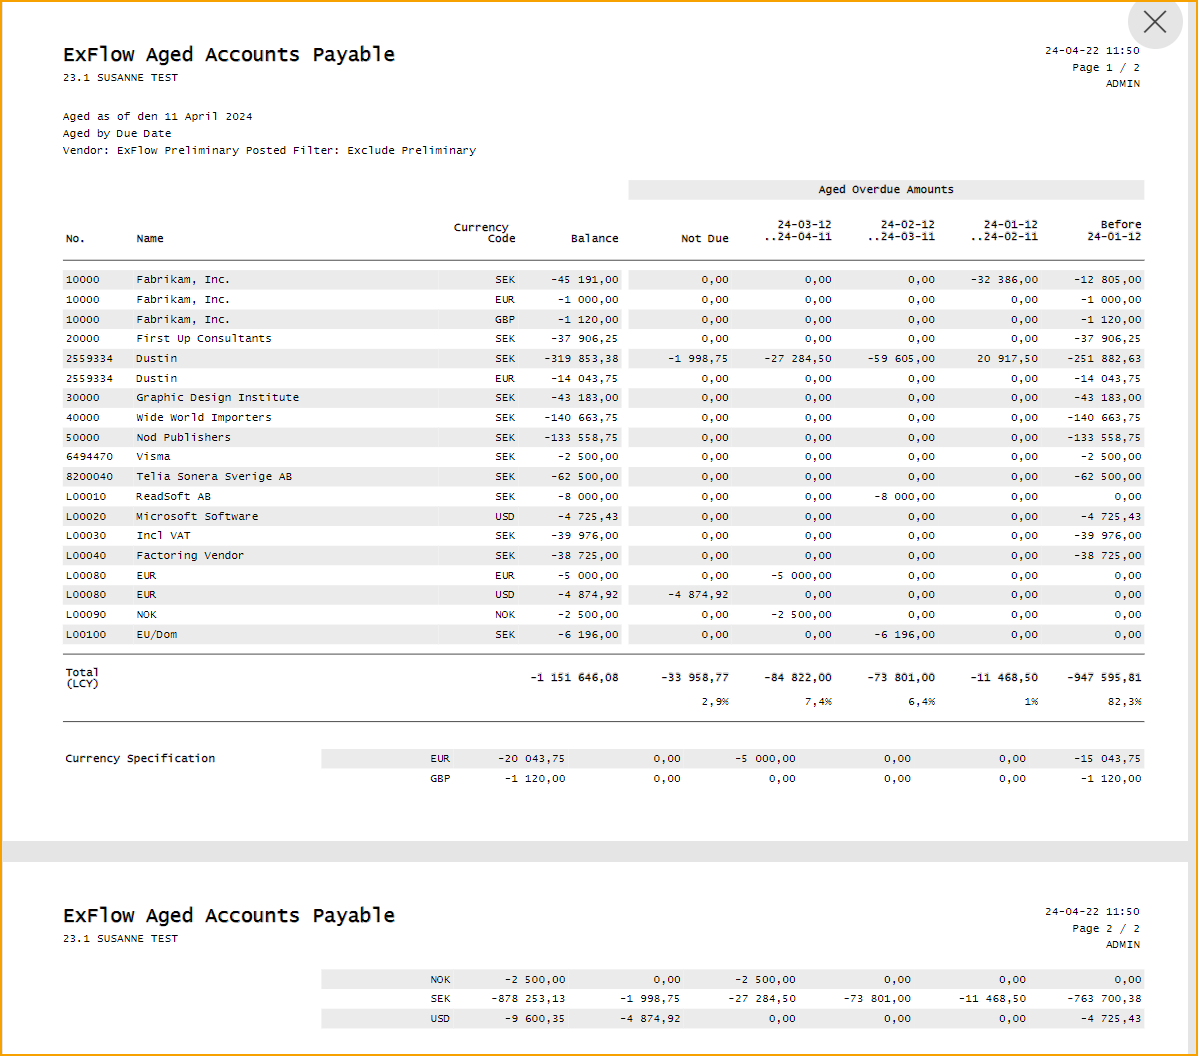 ExFlow Aged Accounts Payable
24-04-22 11:50
23.1 SUSANNE TEST
Page 1 / 2
ADMIN
Aged as of den 11 April 2024
Aged by Due Date
Vendor: ExFlow Preliminary Posted Filter: Exclude Preliminary
Aged Overdue Amounts
No. Name Currency Code Balance Not Due 24-03-12 ..24-04-11 24-02-12 ..24-03-11 24-01-12 ..24-02-11 Before 24-01-12
10000 Fabrikam, Inc. SEK -45 191,00 0,00 0,00 0,00 -32 386,00 -12 805,00
10000 Fabrikam, Inc. EUR -1 000,00 0,00 0,00 0,00 0,00 -1 000,00
10000 Fabrikam, Inc. GBP -1 120,00 0,00 0,00 0,00 0,00 -1 120,00
20000 First Up Consultants SEK -37 906,25 0,00 0,00 0,00 0,00 -37 906,25
2559334 Dustin SEK -319 853,38 -1 998,75 -27 284,50 -59 605,00 20 917,50 -251 882,63
2559334 Dustin EUR -14 043,75 0,00 0,00 0,00 0,00 -14 043,75
30000 Graphic Design Institute SEK -43 183,00 0,00 0,00 0,00 0,00 -43 183,00
40000 Wide World Importers SEK -140 663,75 0,00 0,00 0,00 0,00 -140 663,75
50000 Nod Publishers SEK -133 558,75 0,00 0,00 0,00 0,00 -133 558,75
6494470 Visma SEK -2 500,00 0,00 0,00 0,00 0,00 -2 500,00
8200040 Telia Sonera Sverige AB SEK -62 500,00 0,00 0,00 0,00 0,00 -62 500,00
L00010 ReadSoft AB SEK -8 000,00 0,00 0,00 -8 000,00 0,00 0,00
L00020 Microsoft Software USD -4 725,43 0,00 0,00 0,00 0,00 -4 725,43
L00030 Incl VAT SEK -39 976,00 0,00 0,00 0,00 0,00 -39 976,00
L00040 Factoring Vendor SEK -38 725,00 0,00 0,00 0,00 0,00 -38 725,00
L00080 EUR EUR -5 000,00 0,00 -5 000,00 0,00 0,00 0,00
L00080 EUR USD -4 874,92 -4 874,92 0,00 0,00 0,00 0,00
L00090 NOK NOK -2 500,00 0,00 -2 500,00 0,00 0,00 0,00
L00100 EU/Dom SEK -6 196,00 0,00 0,00 -6 196,00 0,00 0,00
Total (LCY) -1 151 646,08 -33 958,77 -84 822,00 -73 801,00 -11 468,50 -947 595,81
2,9% 7,4% 6,4% 1% 82,3%
Currency Specification EUR -20 043,75 0,00 -5 000,00 0,00 0,00 -15 043,75
GBP -1 120,00 0,00 0,00 0,00 0,00 -1 120,00
ExFlow Aged Accounts Payable
24-04-22 11:50
23.1 SUSANNE TEST
Page 2 / 2
ADMIN
NOK -2 500,00 0,00 -2 500,00 0,00 0,00 0,00
SEK -878 253,13 -1 998,75 -27 284,50 -73 801,00 -11 468,50 -763 700,38
USD -9 600,35 -4 874,92 0,00 0,00 0,00 -4 725,43